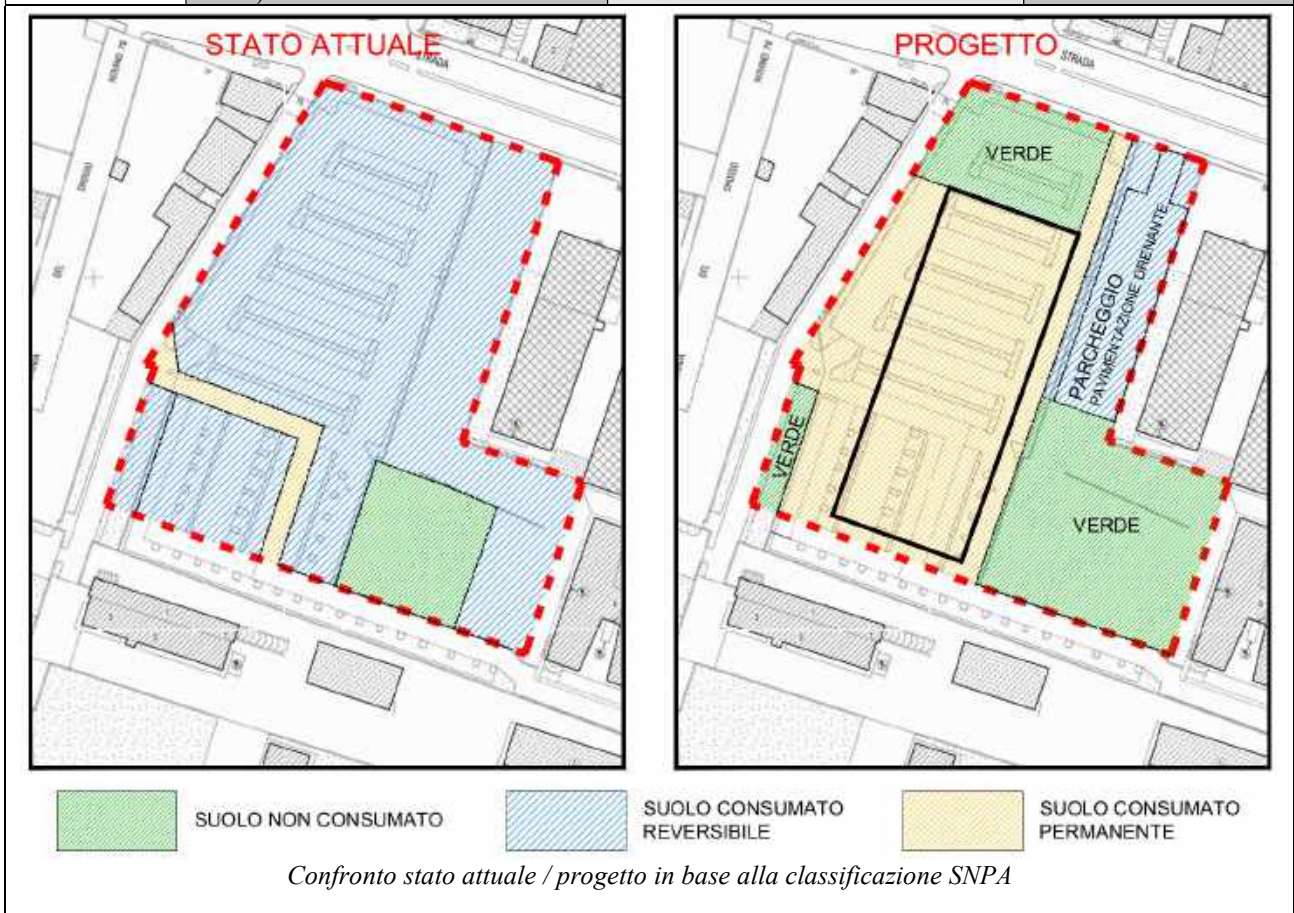 STATO ATTUALE
STRADA
PROGETTO
STRADA
VERDE
PARCHEGGIO
PAVIMENTAZIONE DRENANTE
VERDE
VERDE
SUOLO NON CONSUMATO
SUOLO CONSUMATO
REVERSIBILE
SUOLO CONSUMATO
PERMANENTE
Confronto stato attuale / progetto in base alla classificazione SNPA